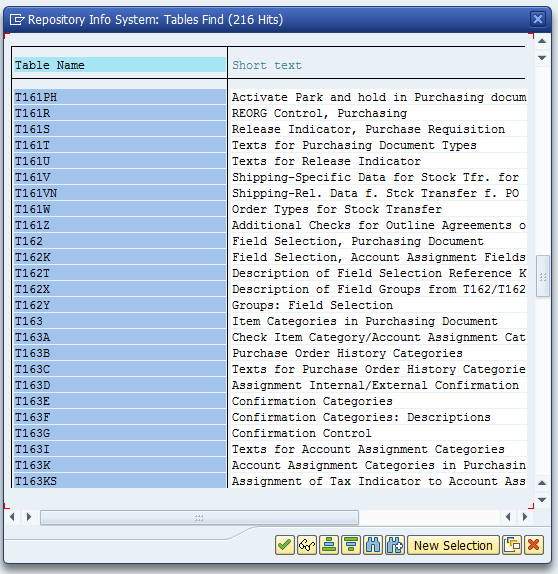 Repository Info System: Tables Find (216 Hits)
Table Name Short text
T161PH Activate Park and hold in Purchasing docum
T161R REORG Control, Purchasing
T161S Release Indicator, Purchase Requisition
T161T Texts for Purchasing Document Types
T161U Texts for Release Indicator
T161V Shipping-Specific Data for Stock Tfr. for
T161VN Shipping-Rel. Data f. Stck Transfer f. PO
T161W Order Types for Stock Transfer
T161Z Additional Checks for Outline Agreements o
T162 Field Selection, Purchasing Document
T162K Field Selection, Account Assignment Fields
T162T Description of Field Selection Reference K
T162X Description of Field Groups from T162/T162
T162Y Groups: Field Selection
T163 Item Categories in Purchasing Document
T163A Check Item Category/Account Assignment Cat
T163B Purchase Order History Categories
T163C Texts for Purchase Order History Categorie
T163D Assignment Internal/External Confirmation
T163E Confirmation Categories
T163F Confirmation Categories: Descriptions
T163G Confirmation Control
T163I Texts for Account Assignment Categories
T163K Account Assignment Categories in Purchasin
T163KS Assignment of Tax Indicator to Account Ass
New Selection